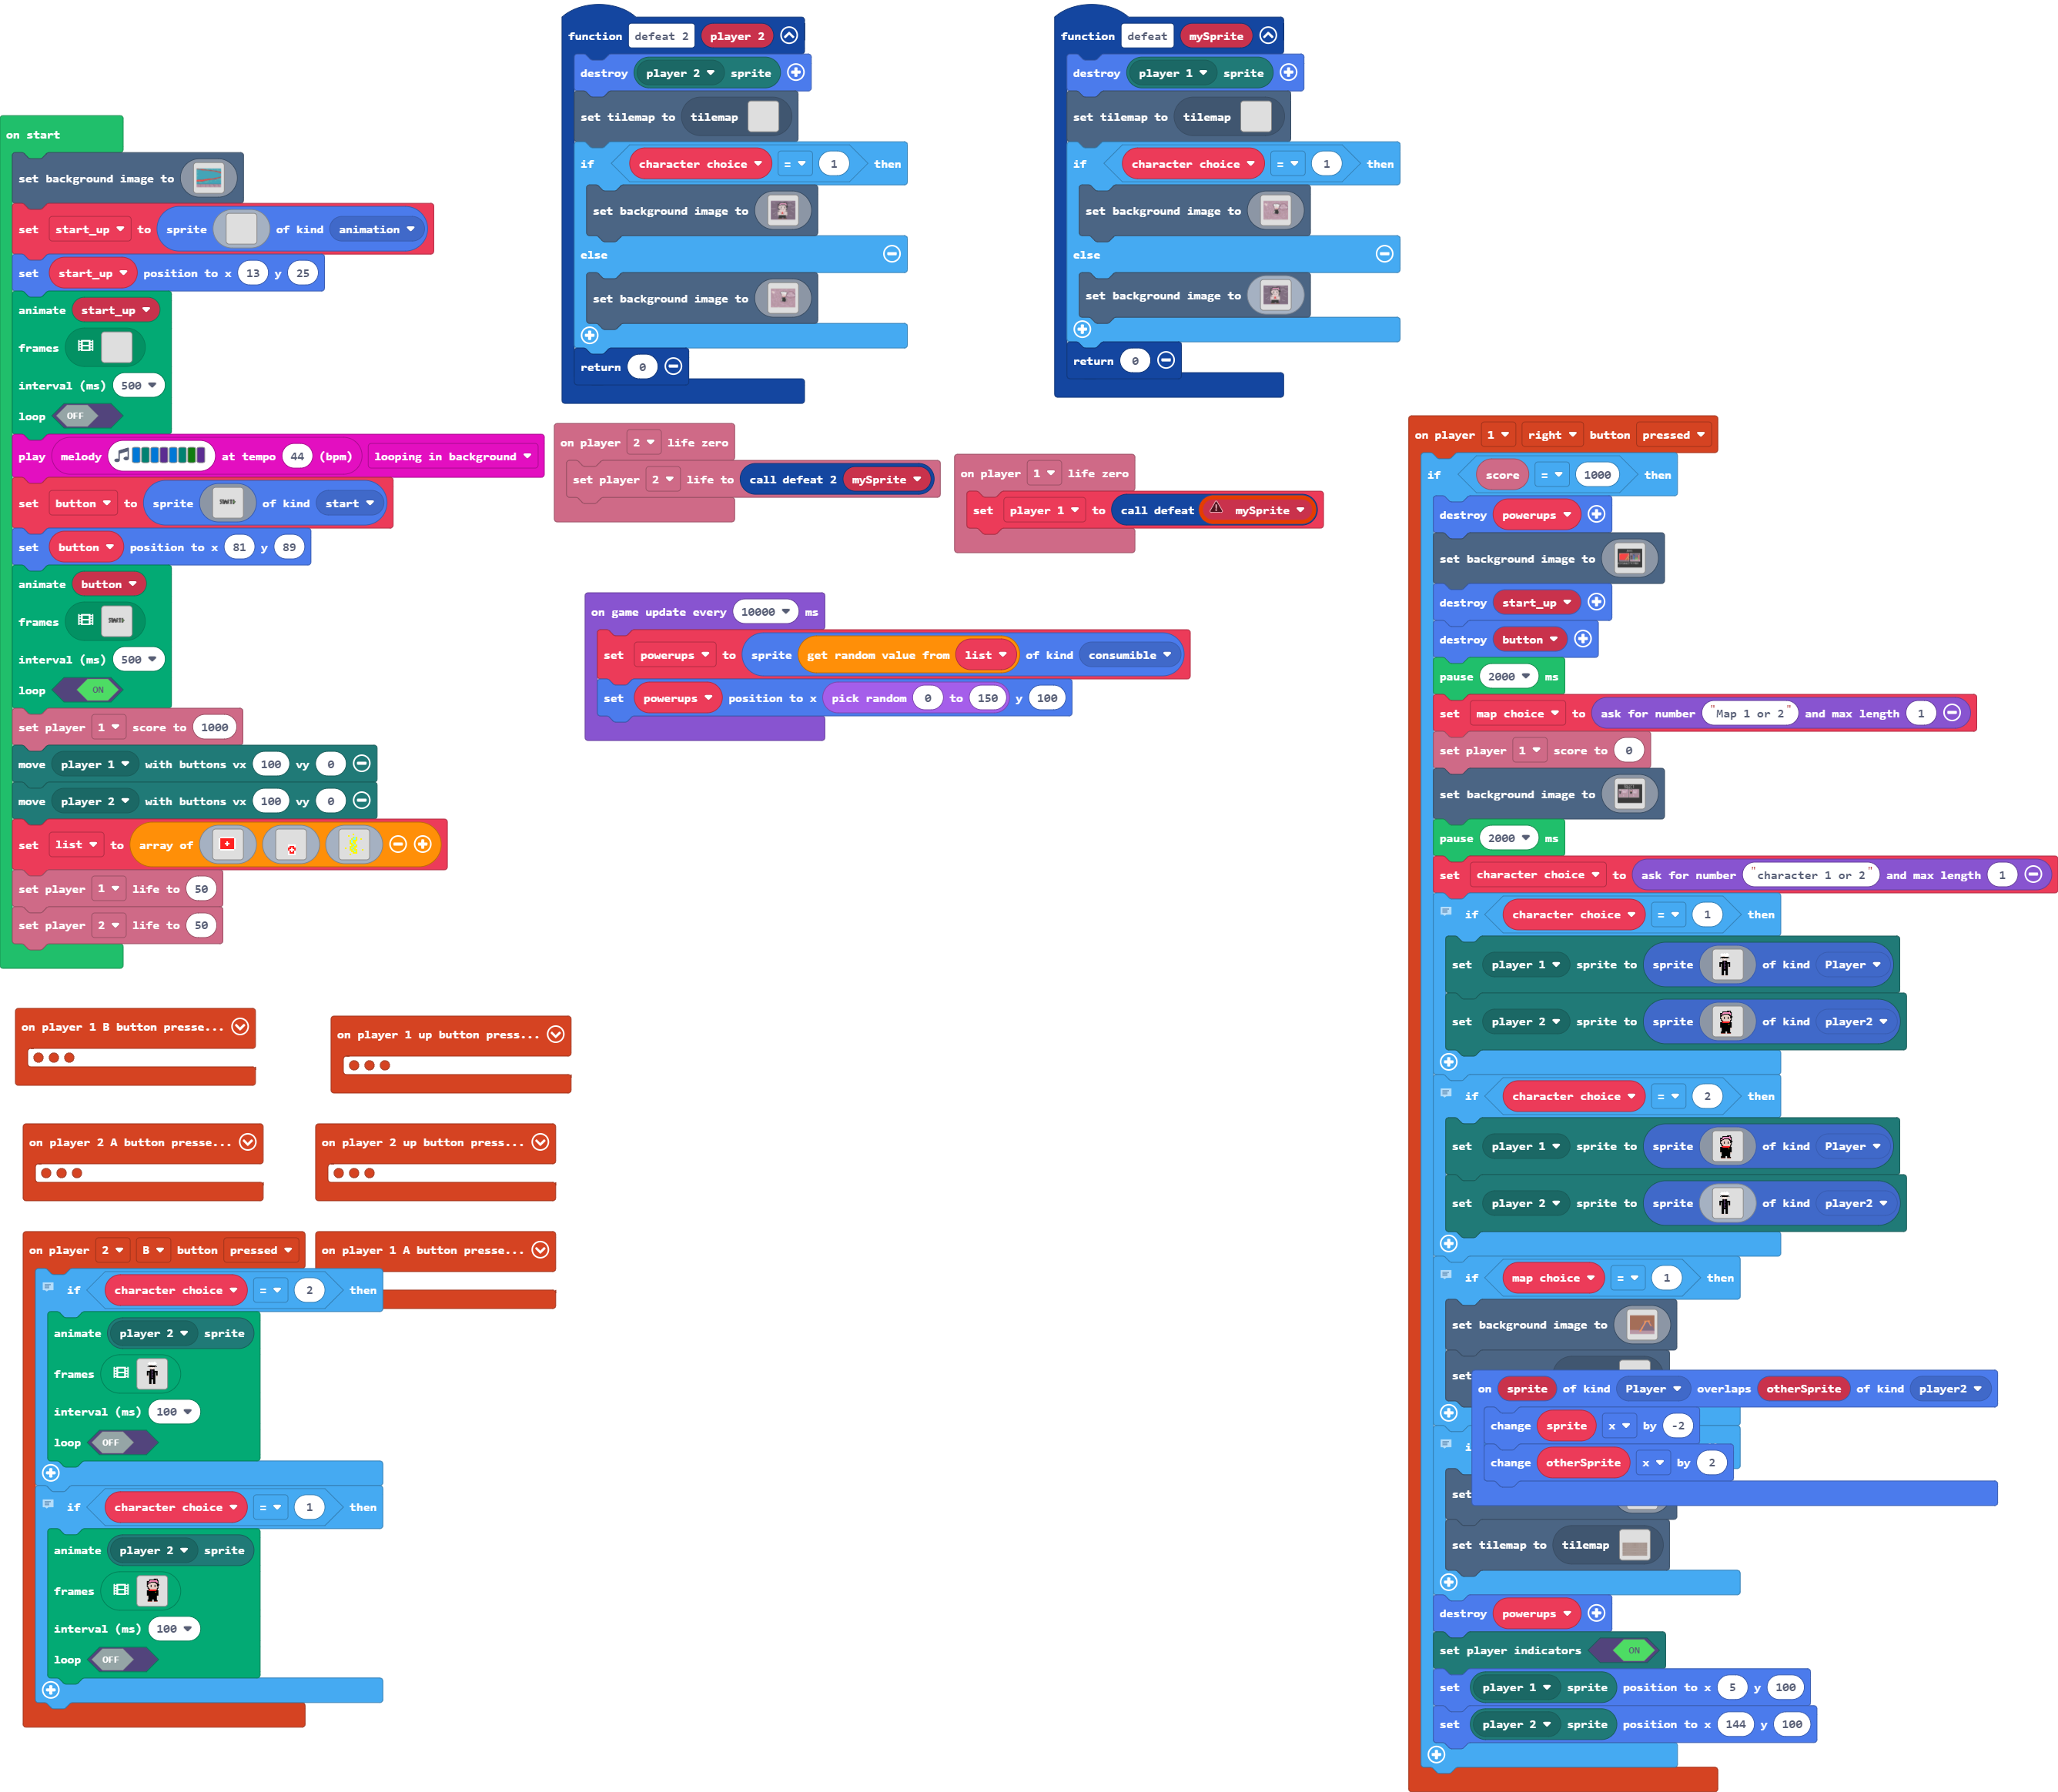 on start
set background image to
set start_up to sprite of kind animation
set start_up position to x 13 y 25
animate start_up
frames
interval (ms) 500
loop OFF
play melody at tempo 44 (bpm) looping in background
set button to sprite of kind start
set button position to x 81 y 89
animate button
frames
interval (ms) 500
loop ON
set player 1 score to 1000
move player 1 with buttons vx 100 vy 0
move player 2 with buttons vx 100 vy 0
set list to array of
set player 1 life to 50
set player 2 life to 50
function defeat 2 player 2
destroy player 2 sprite
set tilemap to tilemap
if character choice = 1 then
set background image to
else
set background image to
return 0
function defeat mySprite
destroy player 1 sprite
set tilemap to tilemap
if character choice = 1 then
set background image to
else
set background image to
return 0
on player 2 life zero
set player 2 life to call defeat 2 mySprite
on player 1 life zero
set player 1 to call defeat mySprite
on game update every 10000 ms
set powerups to sprite get random value from list of kind consumible
set powerups position to x pick random 0 to 150 y 100
on player 1 B button presse...
on player 1 up button press...
on player 2 A button presse...
on player 2 up button press...
on player 2 B button pressed
if character choice = 2 then
animate player 2 sprite
frames
interval (ms) 100
loop OFF
if character choice = 1 then
animate player 2 sprite
frames
interval (ms) 100
loop OFF
on player 1 A button presse...
on player 1 right button pressed
if score = 1000 then
destroy powerups
set background image to
destroy start_up
destroy button
pause 2000 ms
set map choice to ask for number "Map 1 or 2" and max length 1
set player 1 score to 0
set background image to
pause 2000 ms
set character choice to ask for number "character 1 or 2" and max length 1
if character choice = 1 then
set player 1 sprite to sprite of kind Player
set player 2 sprite to sprite of kind player2
if character choice = 2 then
set player 1 sprite to sprite of kind Player
set player 2 sprite to sprite of kind player2
if map choice = 1 then
set background image to
set
on sprite of kind Player overlaps otherSprite of kind player2
change sprite x by -2
change otherSprite x by 2
set
set tilemap to tilemap
destroy powerups
set player indicators ON
set player 1 sprite position to x 5 y 100
set player 2 sprite position to x 144 y 100